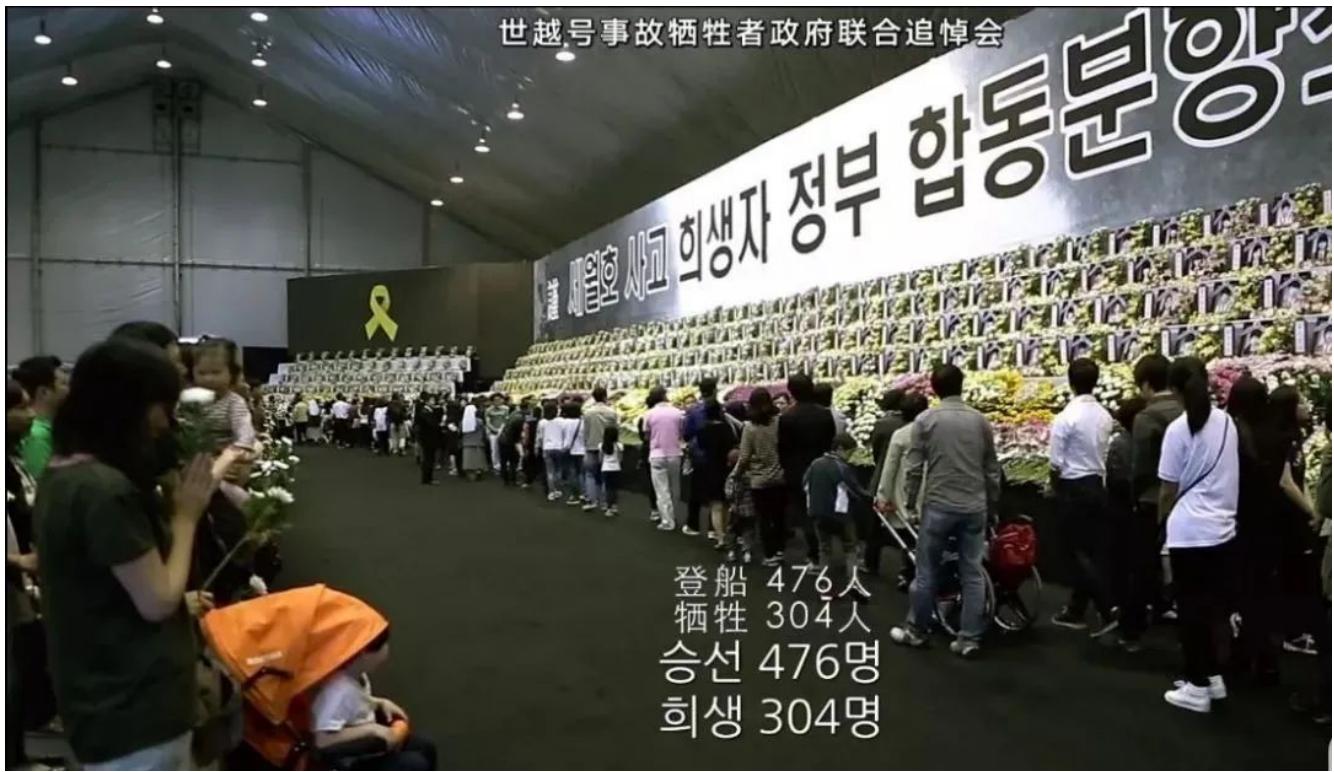 世越号事故牺牲者政府联合追悼会
세월호 사고 희생자 정부 합동분향
登船 476人
牺牲 304人
승선 476명
희생 304명